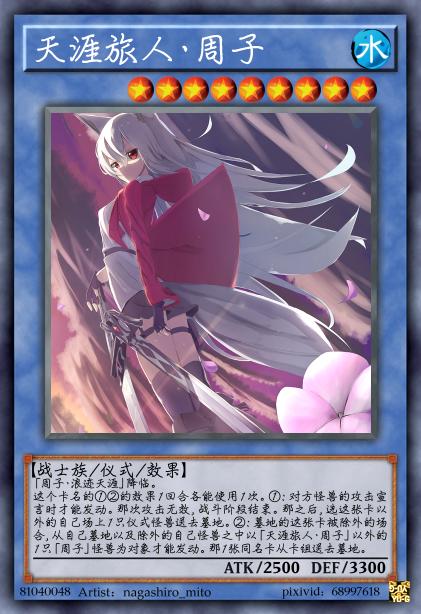 天涯旅人·周子
水
【战士族/仪式/效果】
「周子·浪迹天涯」降临。
这个卡名的①②的效果1回合各能使用1次。①:对方怪兽的攻击宣
言时才能发动。那次攻击无效,战斗阶段结束。那之后,选这张卡以
外的自己场上1只仪式怪兽送去墓地。②:墓地的这张卡被除外的场
合,从自己墓地以及除外的自己怪兽之中以「天涯旅人·周子」以外的
1只「周子」怪兽为对象才能发动。那1张同名卡从卡组送去墓地。
ATK/2500 DEF/3300
81040048 Artist: nagashiro_mito pixivid: 68997618